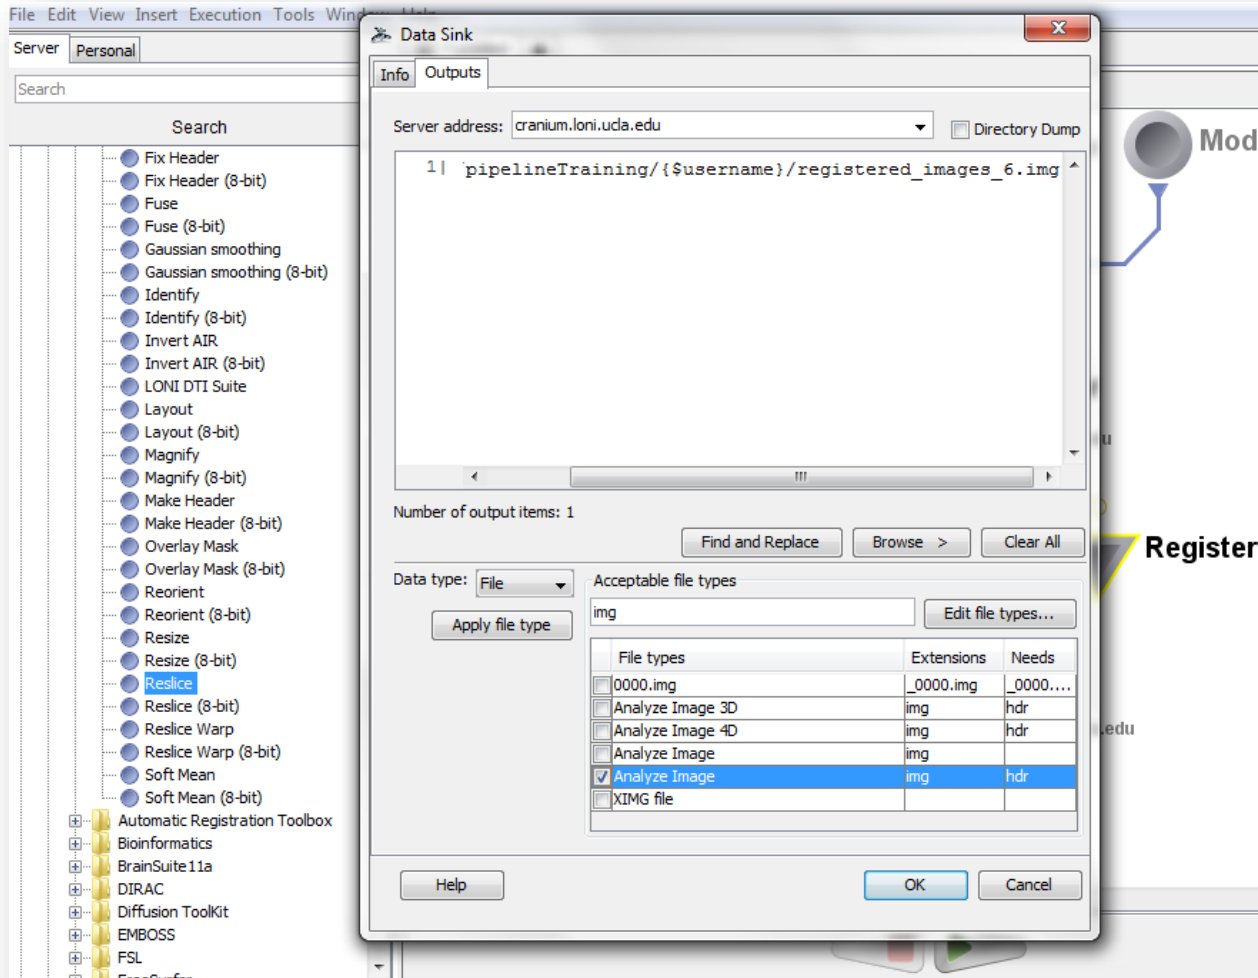 File Edit View Insert Execution Tools Window Help
Server Personal
Search
Search
Fix Header
Fix Header (8-bit)
Fuse
Fuse (8-bit)
Gaussian smoothing
Gaussian smoothing (8-bit)
Identify
Identify (8-bit)
Invert AIR
Invert AIR (8-bit)
LONI DTI Suite
Layout
Layout (8-bit)
Magnify
Magnify (8-bit)
Make Header
Make Header (8-bit)
Overlay Mask
Overlay Mask (8-bit)
Reorient
Reorient (8-bit)
Resize
Resize (8-bit)
Reslice
Reslice (8-bit)
Reslice Warp
Reslice Warp (8-bit)
Soft Mean
Soft Mean (8-bit)
Automatic Registration Toolbox
Bioinformatics
BrainSuite11a
DIRAC
Diffusion ToolKit
EMBOSS
FSL
Data Sink
Info Outputs
Server address: cranium.loni.ucla.edu Directory Dump
1| pipelineTraining/{$username}/registered_images_6.img
Number of output items: 1
Find and Replace Browse > Clear All
Data type: File
Apply file type
Acceptable file types
img Edit file types...
File types Extensions Needs
0000.img _0000.img _0000....
Analyze Image 3D img hdr
Analyze Image 4D img hdr
Analyze Image img
Analyze Image img hdr
XIMG file
Help OK Cancel
Mod
u
Register
.edu